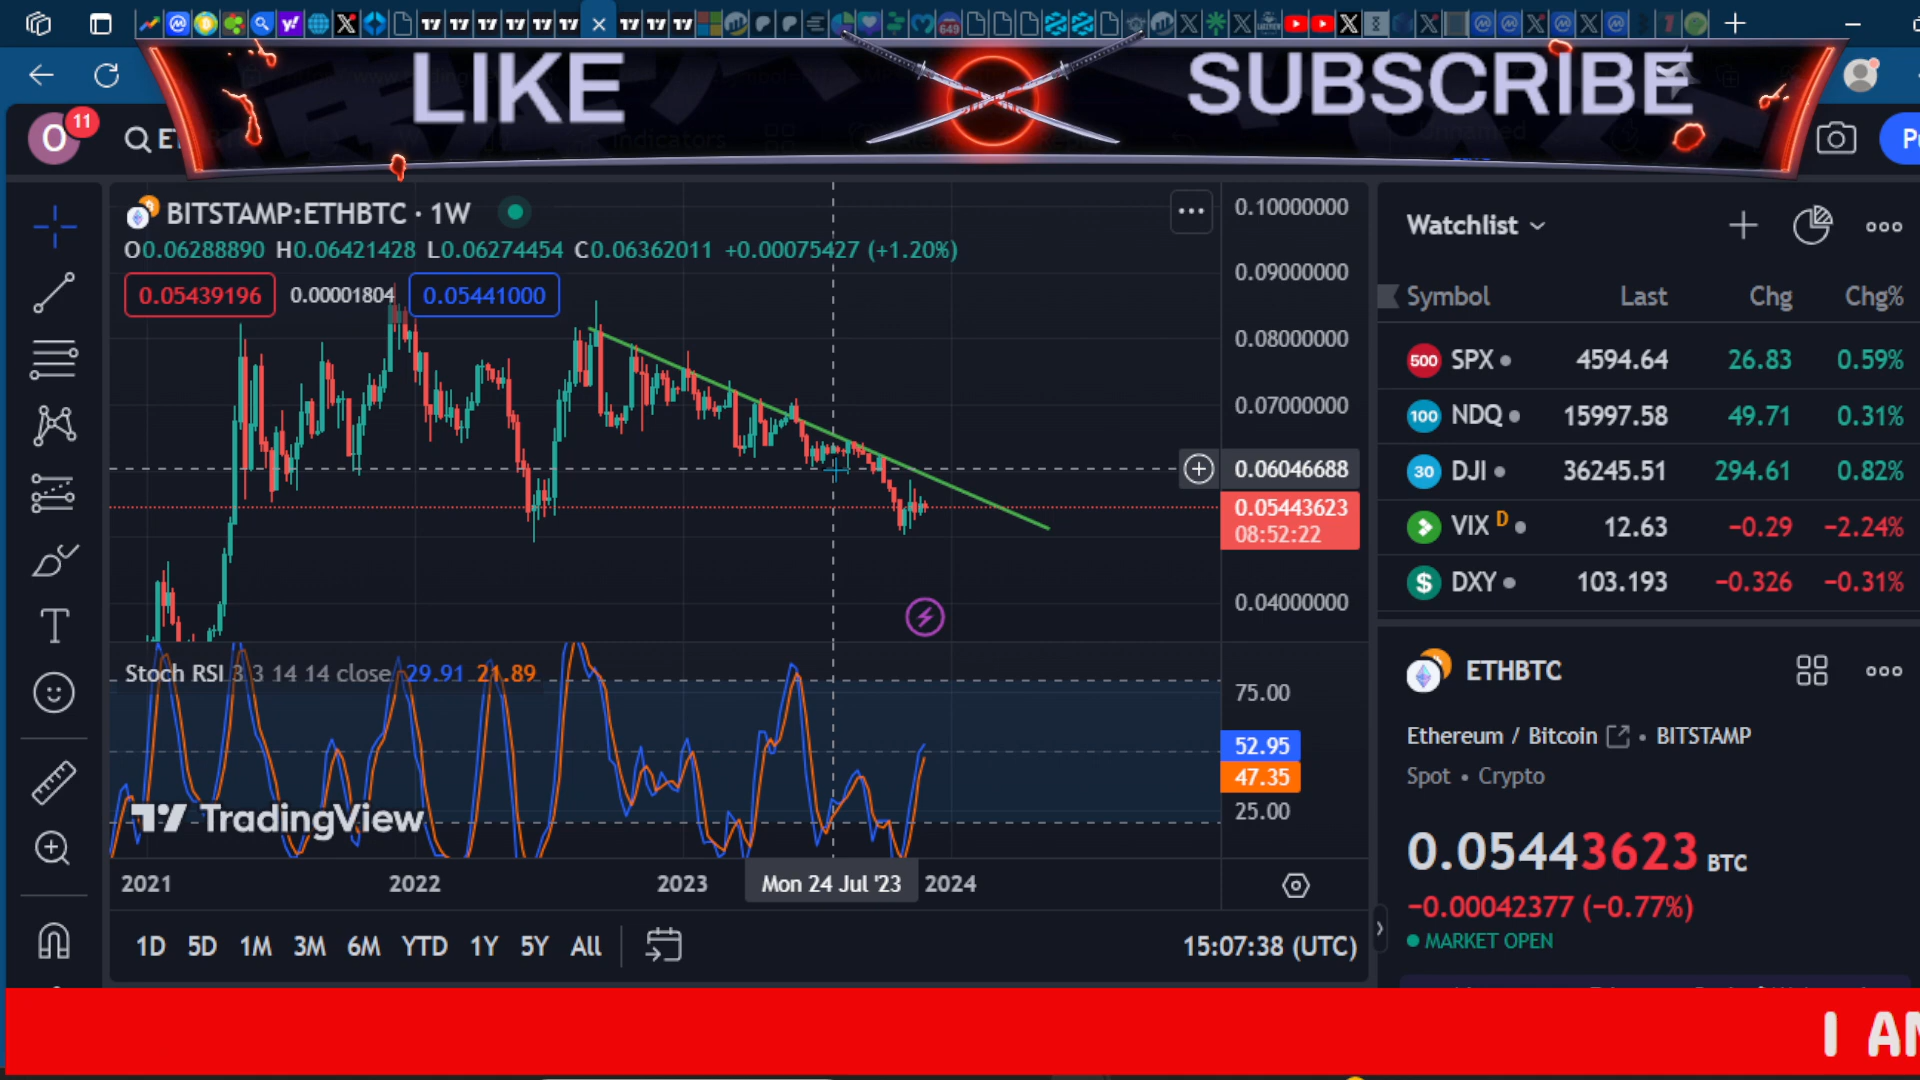 LIKE
SUBSCRIBE
O
11
BITSTAMP:ETHBTC · 1W
O0.06288890 H0.06421428 L0.06274454 C0.06362011 +0.00075427 (+1.20%)
0.05439196 0.00001804 0.05441000
0.10000000
0.09000000
0.08000000
0.07000000
0.06046688
0.05443623
08:52:22
0.04000000
Stoch RSI 3 3 14 14 close 29.91 21.89
75.00
52.95
47.35
25.00
TradingView
2021 2022 2023 Mon 24 Jul '23 2024
1D 5D 1M 3M 6M YTD 1Y 5Y All
15:07:38 (UTC)
Watchlist
Symbol Last Chg Chg%
500 SPX 4594.64 26.83 0.59%
100 NDQ 15997.58 49.71 0.31%
30 DJI 36245.51 294.61 0.82%
VIX D 12.63 −0.29 −2.24%
$ DXY 103.193 −0.326 −0.31%
ETHBTC
Ethereum / Bitcoin • BITSTAMP
Spot • Crypto
0.05443623 BTC
−0.00042377 (−0.77%)
MARKET OPEN
I AM